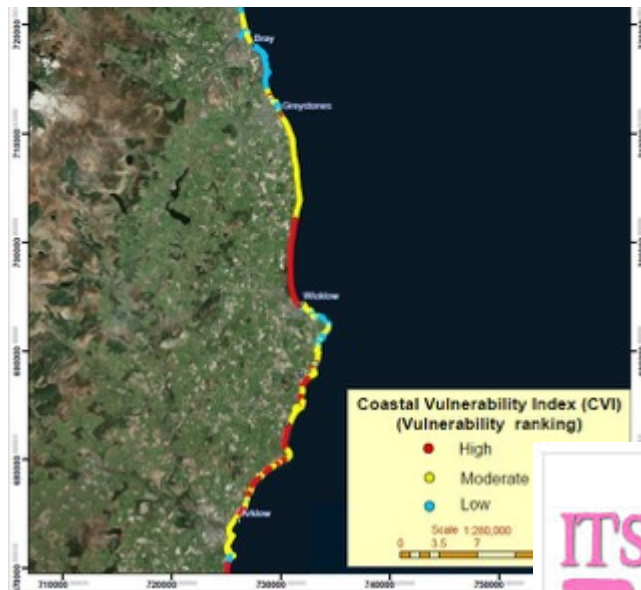 Bray
Greystones
Wicklow
Arklow
Coastal Vulnerability Index (CVI)
(Vulnerability ranking)
High
Moderate
Low
Scale 1:260,000
0 3.5 7
710000 720000 730000 740000 750000
720000
710000
700000
690000
680000
670000
ITS